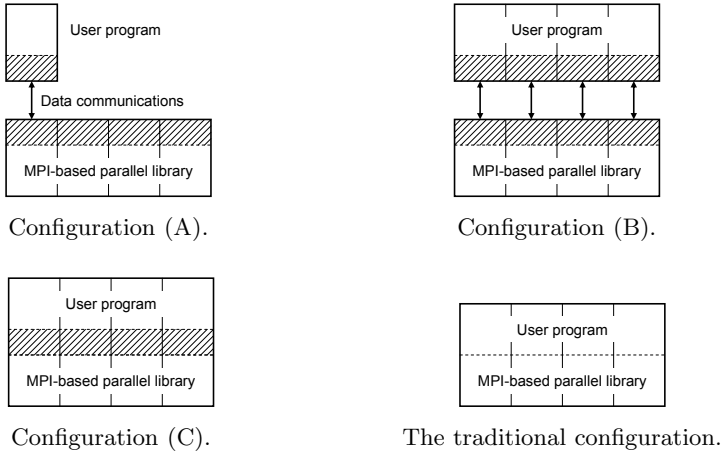 User program
Data communications
MPI-based parallel library
Configuration (A).
User program
MPI-based parallel library
Configuration (B).
User program
MPI-based parallel library
Configuration (C).
User program
MPI-based parallel library
The traditional configuration.